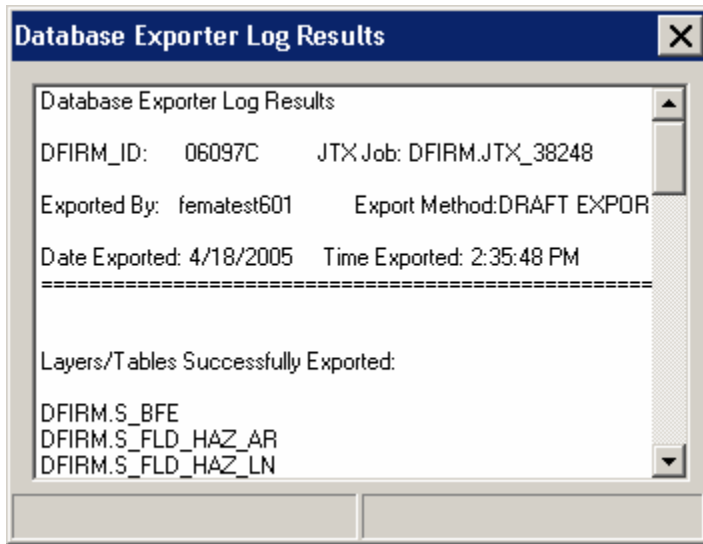 Database Exporter Log Results
Database Exporter Log Results
DFIRM_ID: 06097C JTX Job: DFIRM.JTX_38248
Exported By: fematest601 Export Method:DRAFT EXPOR
Date Exported: 4/18/2005 Time Exported: 2:35:48 PM
==================================================
Layers/Tables Successfully Exported:
DFIRM.S_BFE
DFIRM.S_FLD_HAZ_AR
DFIRM.S_FLD_HAZ_LN